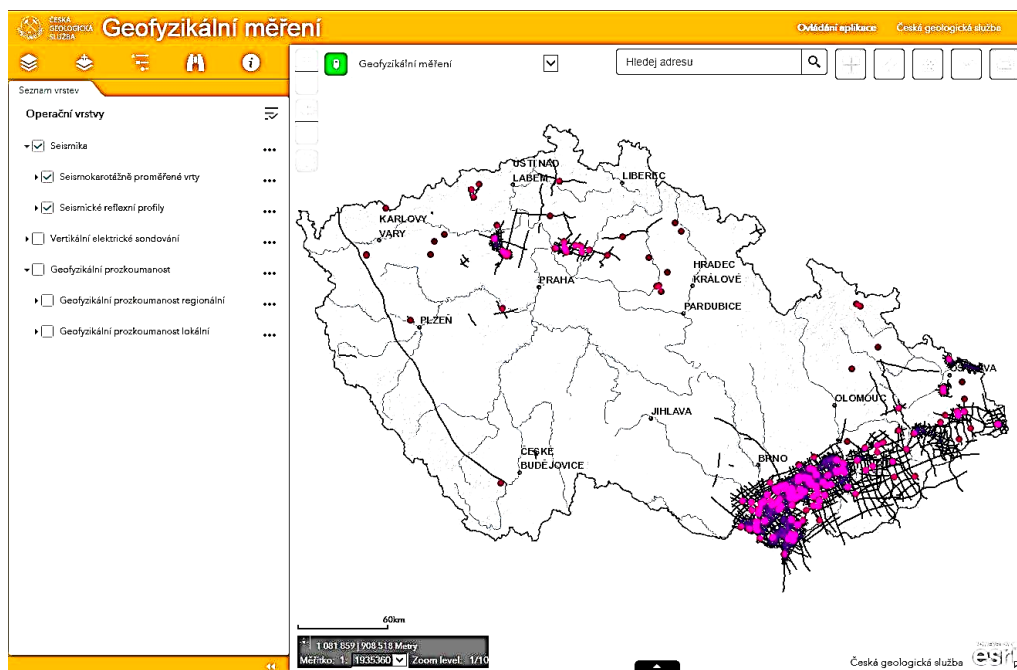 ČESKÁ
GEOLOGICKÁ
SLUŽBA
Geofyzikální měření
Ovládání aplikace
Česká geologická služba
Seznam vrstev
Operační vrstvy
Seismika
Seismokarotážně proměřené vrty
Seismické reflexní profily
Vertikální elektrické sondování
Geofyzikální prozkoumanost
Geofyzikální prozkoumanost regionální
Geofyzikální prozkoumanost lokální
Geofyzikální měření
Hledej adresu
ÚSTÍ NAD
LABEM
LIBEREC
KARLOVY
VARY
HRADEC
KRÁLOVÉ
PRAHA
PARDUBICE
PLZEŇ
OSTRAVA
OLOMOUC
JIHLAVA
ČESKÉ
BUDĚJOVICE
BRNO
60km
1 081 859 | 908 518 Metry
Měřítko: 1: 1935360 Zoom level: 1/10
Česká geologická služba
esri